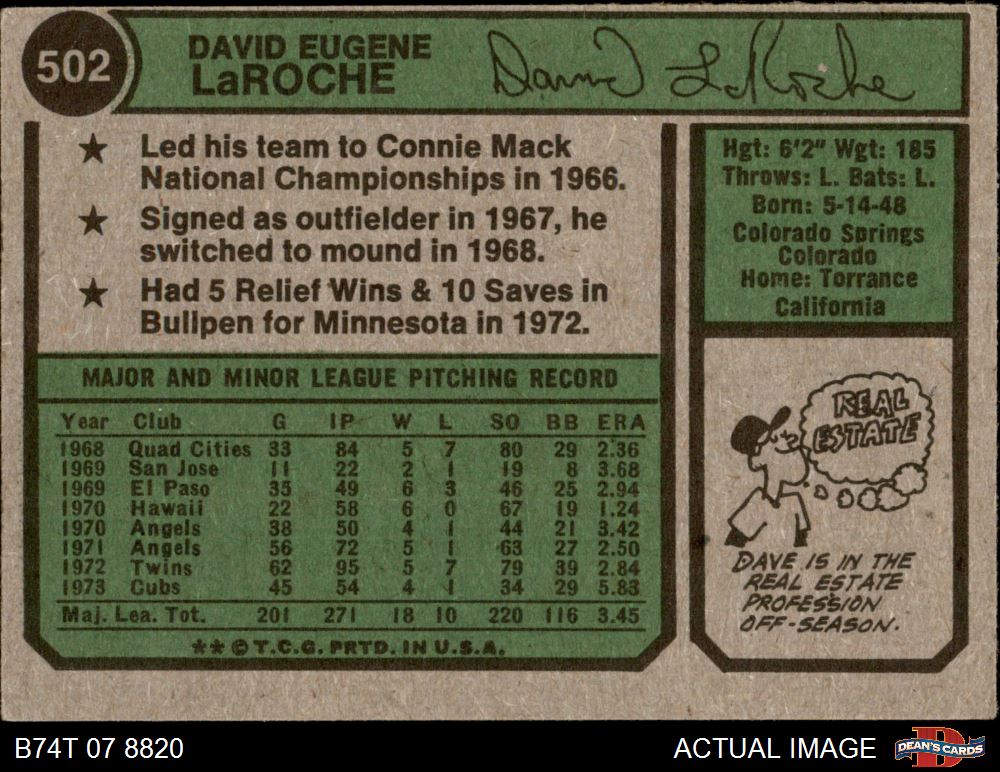 502
DAVID EUGENE
LaROCHE
David LaRoche
★ Led his team to Connie Mack
National Championships in 1966.
★ Signed as outfielder in 1967, he
switched to mound in 1968.
★ Had 5 Relief Wins & 10 Saves in
Bullpen for Minnesota in 1972.
MAJOR AND MINOR LEAGUE PITCHING RECORD
Year Club G IP W L SO BB ERA
1968 Quad Cities 33 84 5 7 80 29 2.36
1969 San Jose 11 22 2 1 19 8 3.68
1969 El Paso 35 49 6 3 46 25 2.94
1970 Hawaii 22 58 6 0 67 19 1.24
1970 Angels 38 50 4 1 44 21 3.42
1971 Angels 56 72 5 1 63 27 2.50
1972 Twins 62 95 5 7 79 39 2.84
1973 Cubs 45 54 4 1 34 29 5.83
Maj. Lea. Tot. 201 271 18 10 220 116 3.45
** © T.C.G. PRTD. IN U.S.A.
Hgt: 6'2" Wgt: 185
Throws: L. Bats: L.
Born: 5-14-48
Colorado Springs
Colorado
Home: Torrance
California
REAL
ESTATE
DAVE IS IN THE
REAL ESTATE
PROFESSION
OFF-SEASON.
B74T 07 8820
ACTUAL IMAGE
D
DEAN'S CARDS